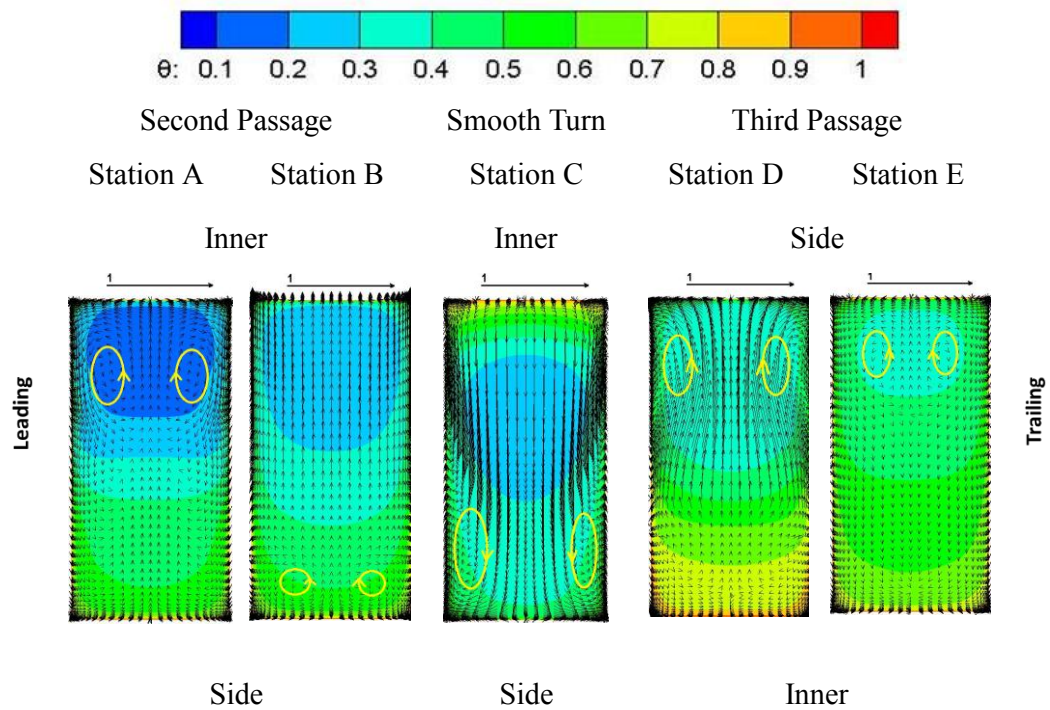 θ: 0.1 0.2 0.3 0.4 0.5 0.6 0.7 0.8 0.9 1
Second Passage Smooth Turn Third Passage
Station A Station B Station C Station D Station E
Inner Inner Side
1 1 1 1 1
Leading
Trailing
Side Side Inner